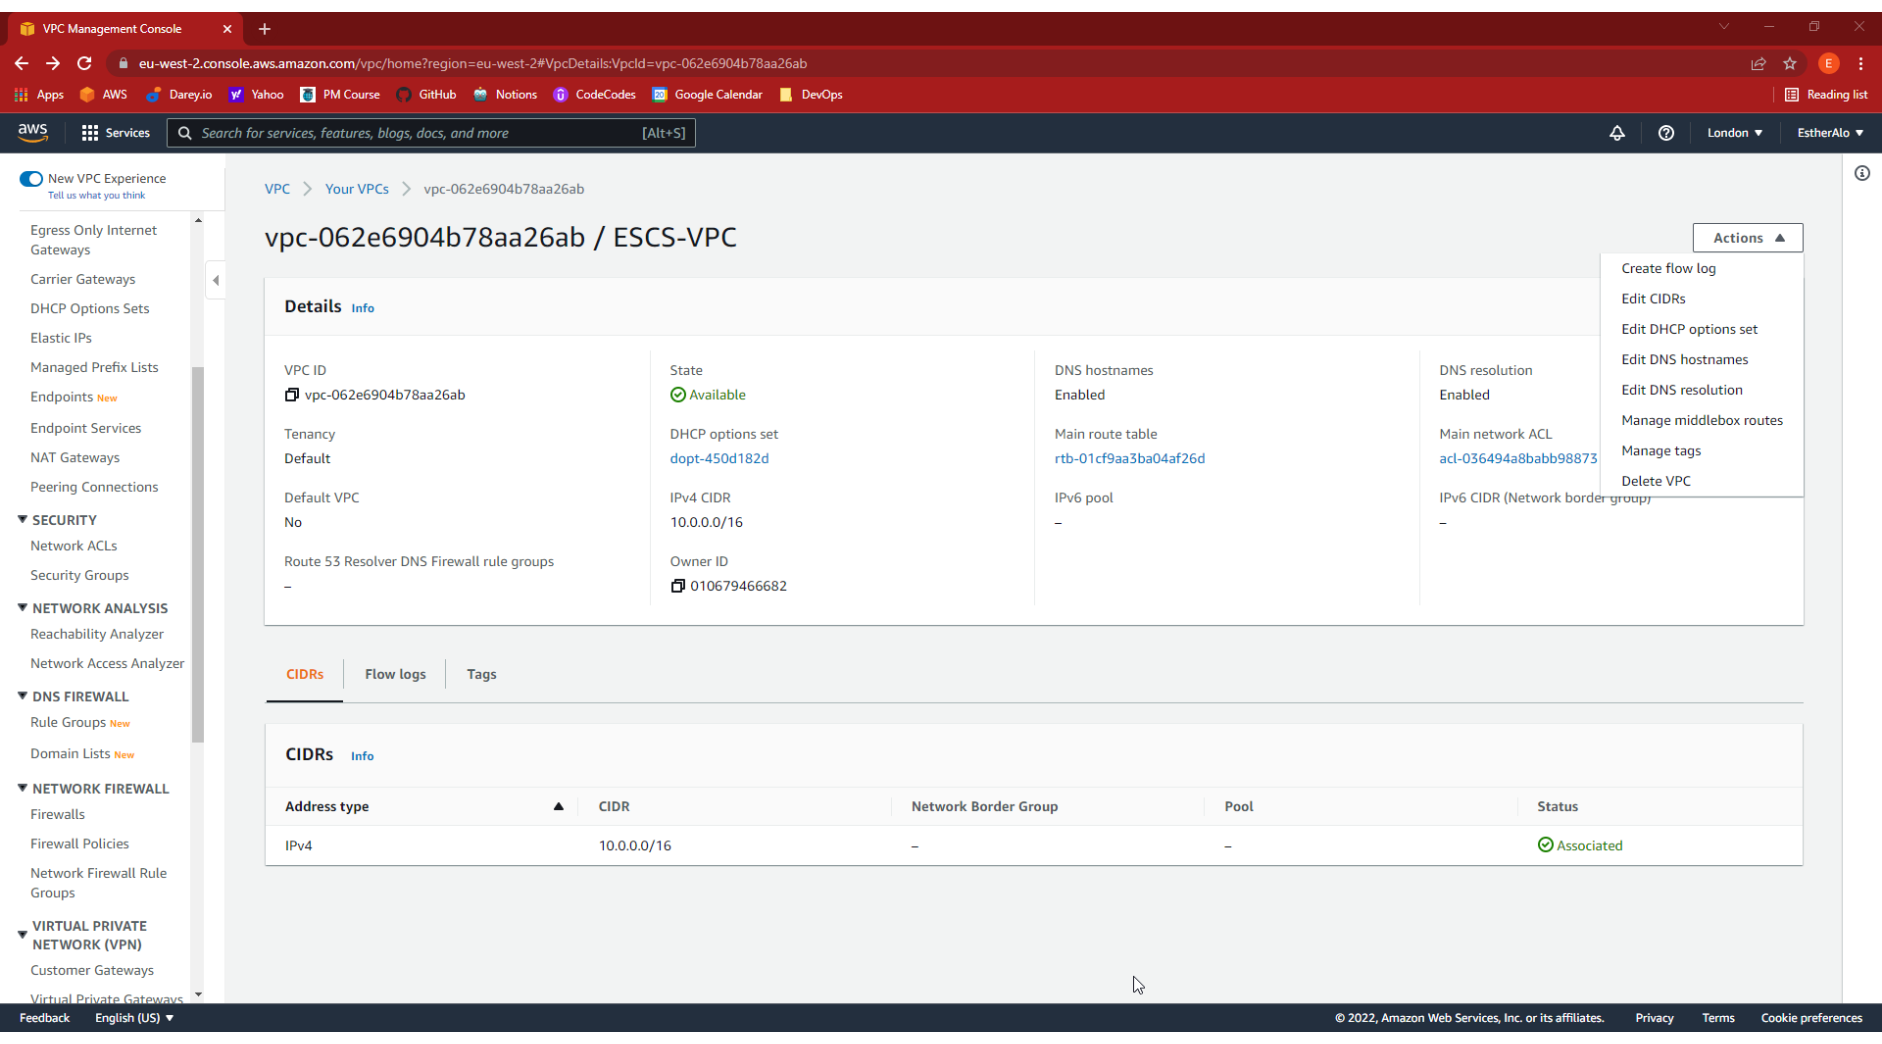 VPC Management Console
eu-west-2.console.aws.amazon.com/vpc/home?region=eu-west-2#VpcDetails:VpcId=vpc-062e6904b78aa26ab
E
Apps AWS Darey.io Yahoo PM Course GitHub Notions CodeCodes Google Calendar DevOps Reading list
aws Services Search for services, features, blogs, docs, and more [Alt+S] London ▼ EstherAlo ▼
New VPC Experience
Tell us what you think
Egress Only Internet
Gateways
Carrier Gateways
DHCP Options Sets
Elastic IPs
Managed Prefix Lists
Endpoints New
Endpoint Services
NAT Gateways
Peering Connections
▼ SECURITY
Network ACLs
Security Groups
▼ NETWORK ANALYSIS
Reachability Analyzer
Network Access Analyzer
▼ DNS FIREWALL
Rule Groups New
Domain Lists New
▼ NETWORK FIREWALL
Firewalls
Firewall Policies
Network Firewall Rule
Groups
▼ VIRTUAL PRIVATE
NETWORK (VPN)
Customer Gateways
Virtual Private Gateways
VPC > Your VPCs > vpc-062e6904b78aa26ab
vpc-062e6904b78aa26ab / ESCS-VPC
Actions ▲
Create flow log
Edit CIDRs
Edit DHCP options set
Edit DNS hostnames
Edit DNS resolution
Manage middlebox routes
Manage tags
Delete VPC
Details Info
VPC ID
vpc-062e6904b78aa26ab
State
Available
DNS hostnames
Enabled
DNS resolution
Enabled
Tenancy
Default
DHCP options set
dopt-450d182d
Main route table
rtb-01cf9aa3ba04af26d
Main network ACL
acl-036494a8babb98873
Default VPC
No
IPv4 CIDR
10.0.0.0/16
IPv6 pool
–
IPv6 CIDR (Network border group)
–
Route 53 Resolver DNS Firewall rule groups
–
Owner ID
010679466682
CIDRs Flow logs Tags
CIDRs Info
Address type ▲ CIDR Network Border Group Pool Status
IPv4 10.0.0.0/16 – – Associated
Feedback English (US) ▼ © 2022, Amazon Web Services, Inc. or its affiliates. Privacy Terms Cookie preferences